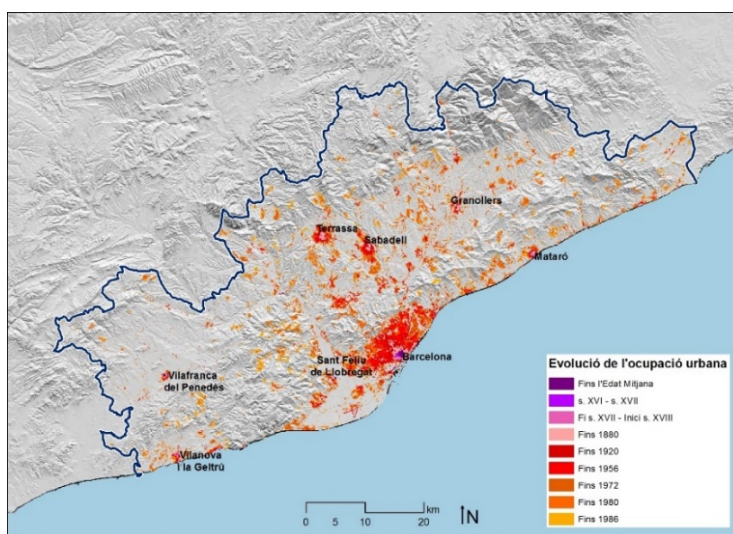 Granollers
Terrassa
Sabadell
Mataró
Sant Feliu
de Llobregat
Barcelona
Vilafranca
del Penedès
Vilanova
i la Geltrú
km
0 5 10 20
N
Evolució de l'ocupació urbana
Fins l'Edat Mitjana
s. XVI - s. XVII
Fi s. XVII - Inici s. XVIII
Fins 1880
Fins 1920
Fins 1956
Fins 1972
Fins 1980
Fins 1986